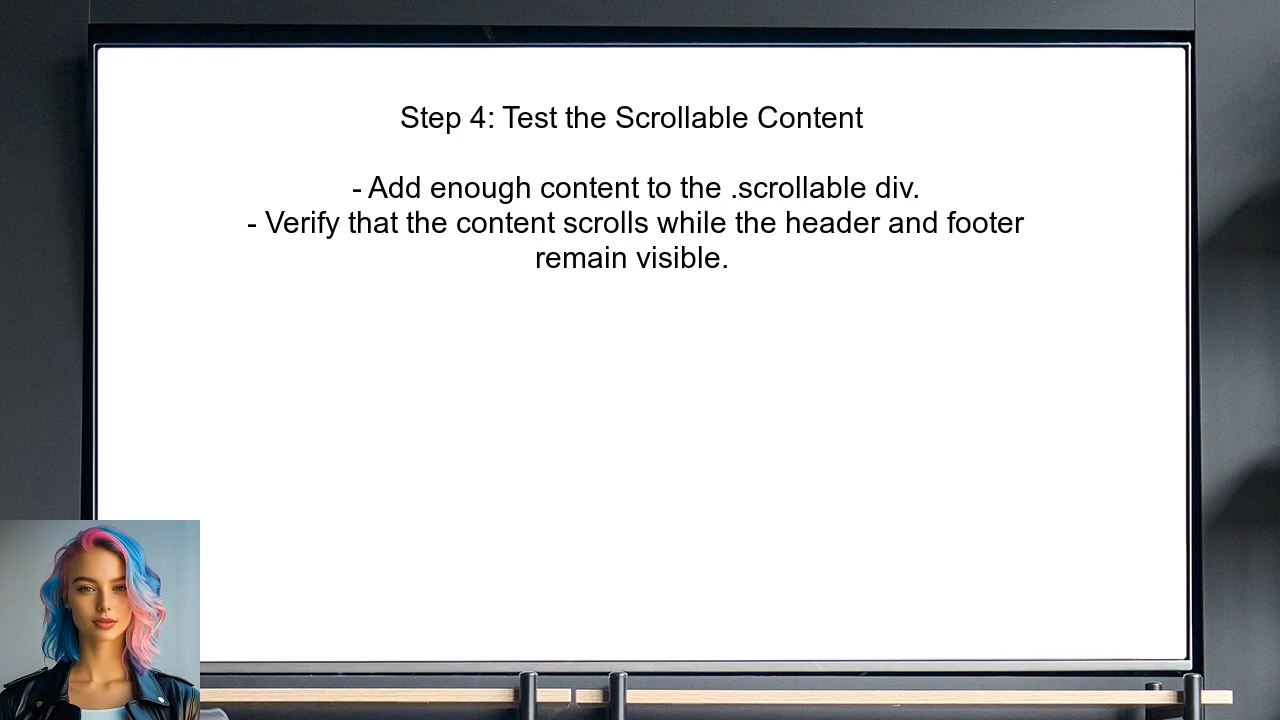 Step 4: Test the Scrollable Content
- Add enough content to the .scrollable div.
- Verify that the content scrolls while the header and footer
remain visible.